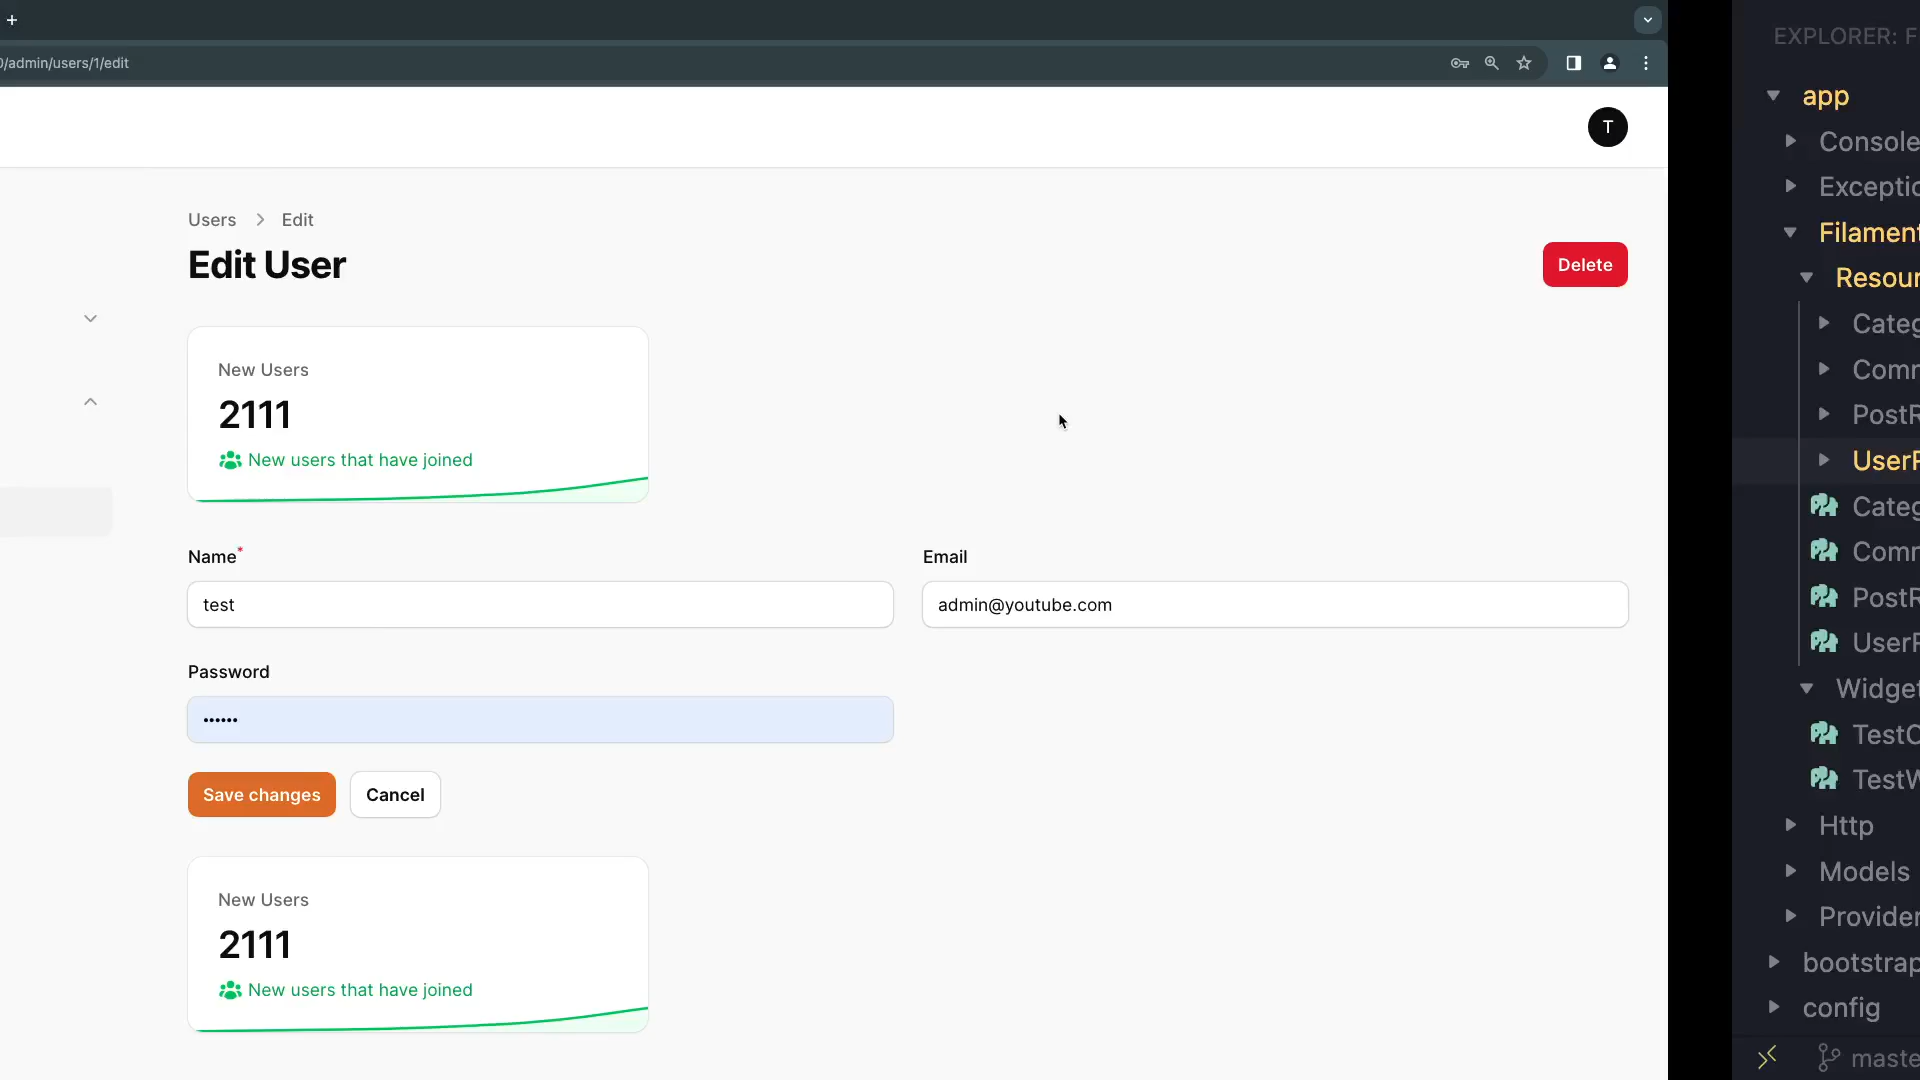 /admin/users/1/edit
T
Users Edit
Edit User
Delete
New Users
2111
New users that have joined
Name*
test
Email
admin@youtube.com
Password
••••••
Save changes
Cancel
New Users
2111
New users that have joined
EXPLORER: F
app
Console
Exceptio
Filament
Resour
Categ
Comm
PostR
UserR
Categ
Comm
PostR
UserR
Widget
TestC
TestW
Http
Models
Provider
bootstrap
config
maste